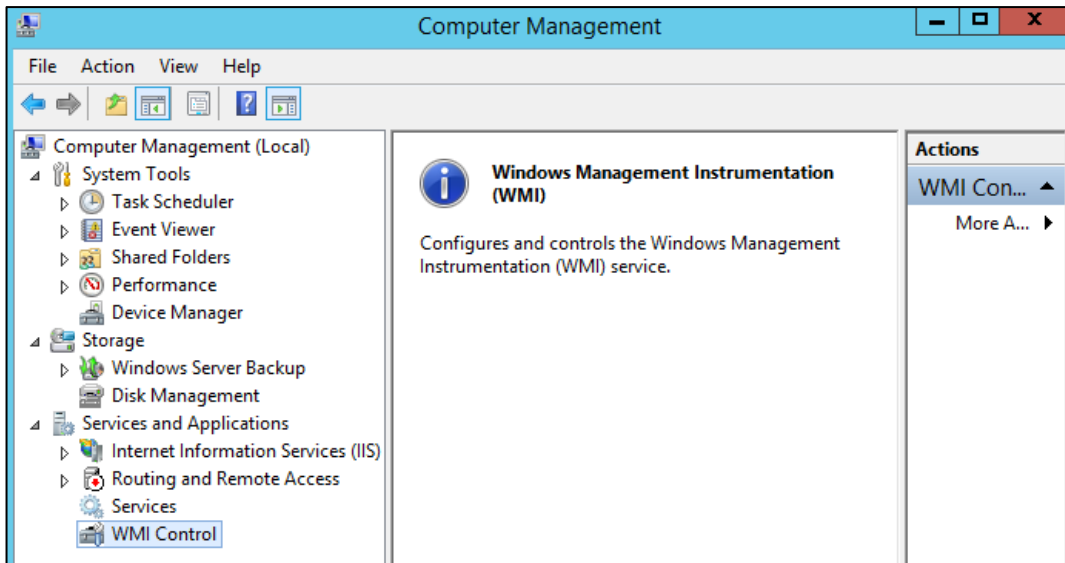 Computer Management
File Action View Help
Computer Management (Local)
System Tools
Task Scheduler
Event Viewer
Shared Folders
Performance
Device Manager
Storage
Windows Server Backup
Disk Management
Services and Applications
Internet Information Services (IIS)
Routing and Remote Access
Services
WMI Control
Windows Management Instrumentation
(WMI)
Configures and controls the Windows Management
Instrumentation (WMI) service.
Actions
WMI Con...
More A...